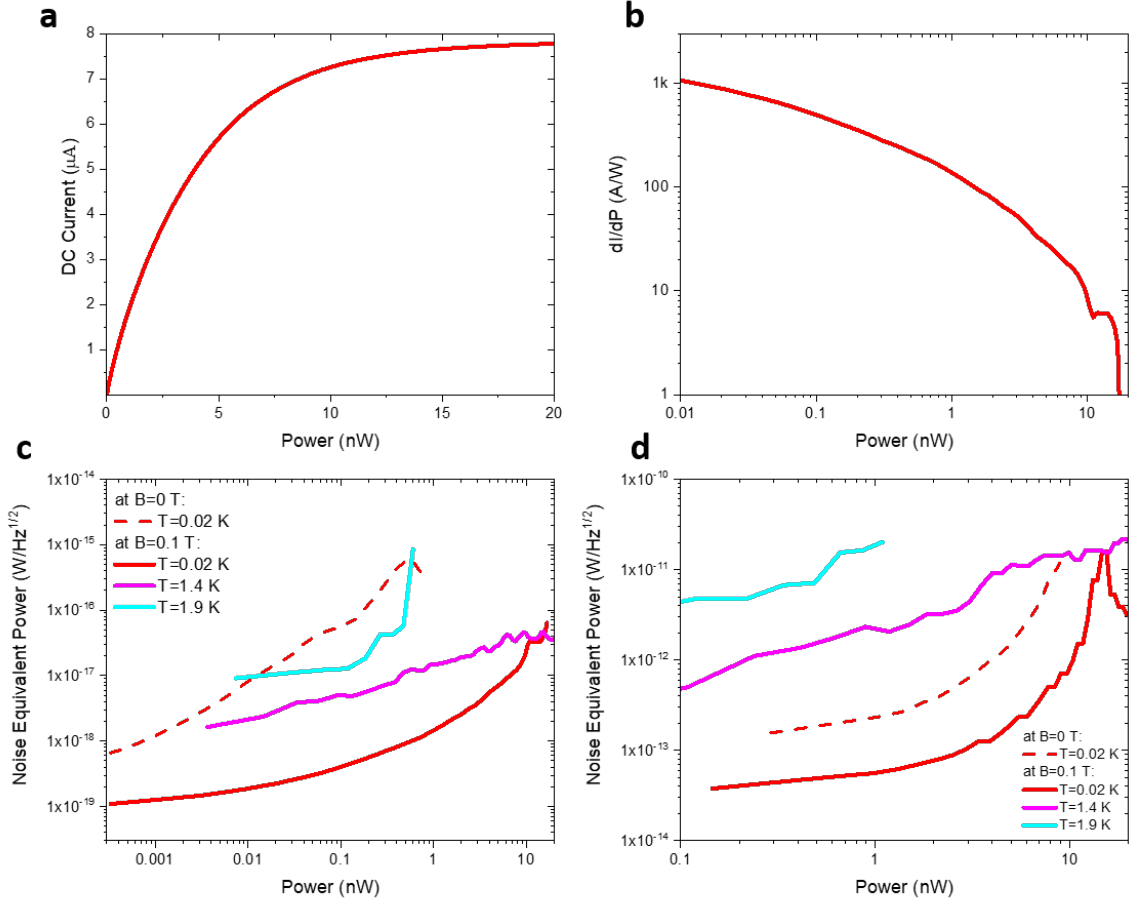 a
8
7
6
5
4
3
2
1
0
5
10
15
20
DC Current (μA)
Power (nW)
b
1k
100
10
1
0.01
0.1
1
10
dI/dP (A/W)
Power (nW)
c
1x10-14
1x10-15
1x10-16
1x10-17
1x10-18
1x10-19
0.001
0.01
0.1
1
10
Noise Equivalent Power (W/Hz1/2)
Power (nW)
at B=0 T:
T=0.02 K
at B=0.1 T:
T=0.02 K
T=1.4 K
T=1.9 K
d
1x10-10
1x10-11
1x10-12
1x10-13
1x10-14
0.1
1
10
Noise Equivalent Power (W/Hz1/2)
Power (nW)
at B=0 T:
T=0.02 K
at B=0.1 T:
T=0.02 K
T=1.4 K
T=1.9 K